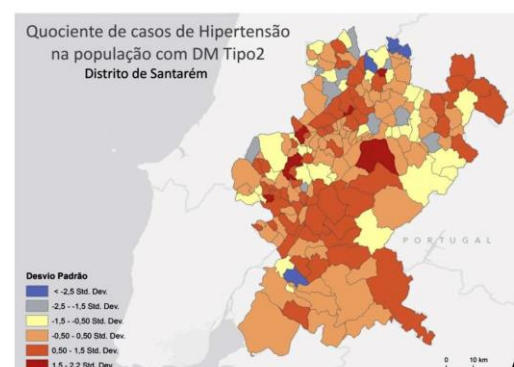 Quociente de casos de Hipertensão
na população com DM Tipo2
Distrito de Santarém
PORTUGAL
Desvio Padrão
< -2,5 Std. Dev.
-2,5 - -1,5 Std. Dev.
-1,5 - -0,50 Std. Dev.
-0,50 - 0,50 Std. Dev.
0,50 - 1,5 Std. Dev.
1,5 - 2,2 Std. Dev.
0 10 km